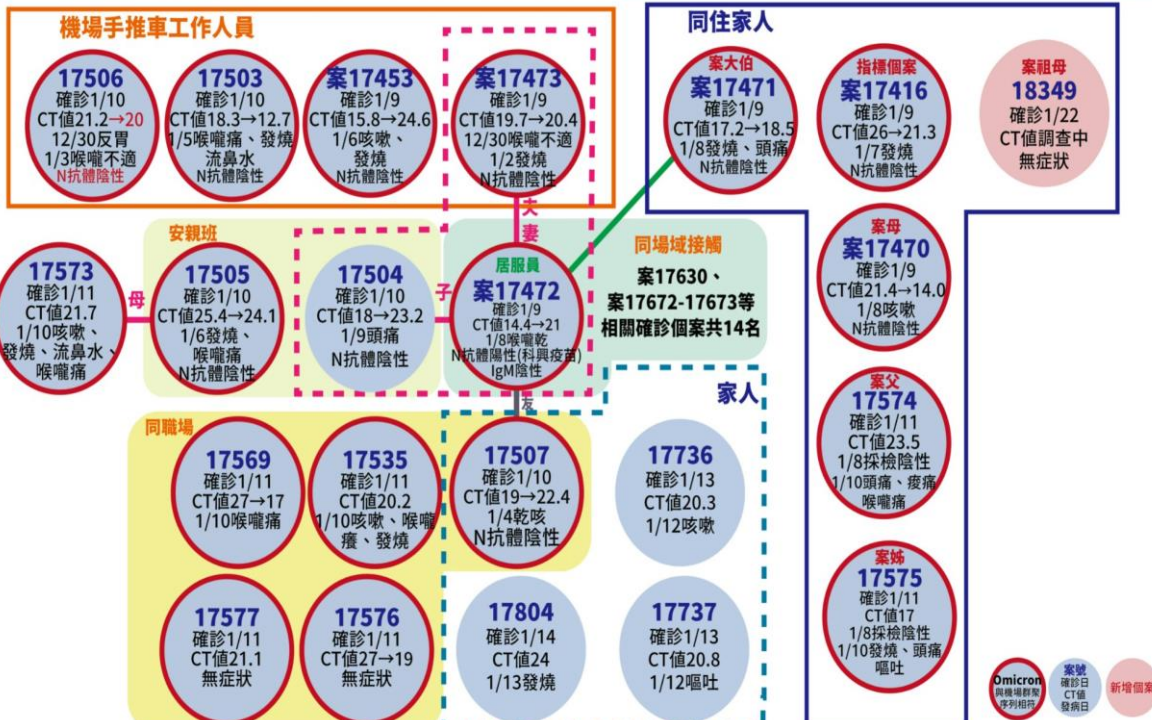 機場手推車工作人員
17506
確診1/10
CT值21.2→20
12/30反胃
1/3喉嚨不適
N抗體陰性
17503
確診1/10
CT值18.3→12.7
1/5喉嚨痛、發燒
流鼻水
N抗體陰性
案17453
確診1/9
CT值15.8→24.6
1/6咳嗽、
發燒
N抗體陰性
案17473
確診1/9
CT值19.7→20.4
12/30喉嚨不適
1/2發燒
N抗體陰性
同住家人
案大伯
案17471
確診1/9
CT值17.2→18.5
1/8發燒、頭痛
N抗體陰性
指標個案
案17416
確診1/9
CT值26→21.3
1/7發燒
N抗體陰性
案祖母
18349
確診1/22
CT值調查中
無症狀
夫
妻
17573
確診1/11
CT值21.7
1/10咳嗽、
發燒、流鼻水、
喉嚨痛
母
安親班
17505
確診1/10
CT值25.4→24.1
1/6發燒、
喉嚨痛
N抗體陰性
17504
確診1/10
CT值18→23.2
1/9頭痛
N抗體陰性
子
居服員
案17472
確診1/9
CT值14.4→21
1/8喉嚨乾
N抗體陽性(科興疫苗)
IgM陰性
同場域接觸
案17630、
案17672-17673等
相關確診個案共14名
案母
案17470
確診1/9
CT值21.4→14.0
1/8咳嗽
N抗體陰性
友
同職場
17569
確診1/11
CT值27→17
1/10喉嚨痛
17535
確診1/11
CT值20.2
1/10咳嗽、喉嚨
癢、發燒
17507
確診1/10
CT值19→22.4
1/4乾咳
N抗體陰性
家人
17736
確診1/13
CT值20.3
1/12咳嗽
案父
17574
確診1/11
CT值23.5
1/8採檢陰性
1/10頭痛、痠痛
喉嚨痛
17577
確診1/11
CT值21.1
無症狀
17576
確診1/11
CT值27→19
無症狀
17804
確診1/14
CT值24
1/13發燒
17737
確診1/13
CT值20.8
1/12嘔吐
案姊
17575
確診1/11
CT值17
1/8採檢陰性
1/10發燒、頭痛
嘔吐
Omicron
與機場群聚
序列相符
案號
確診日
CT值
發病日
新增個案